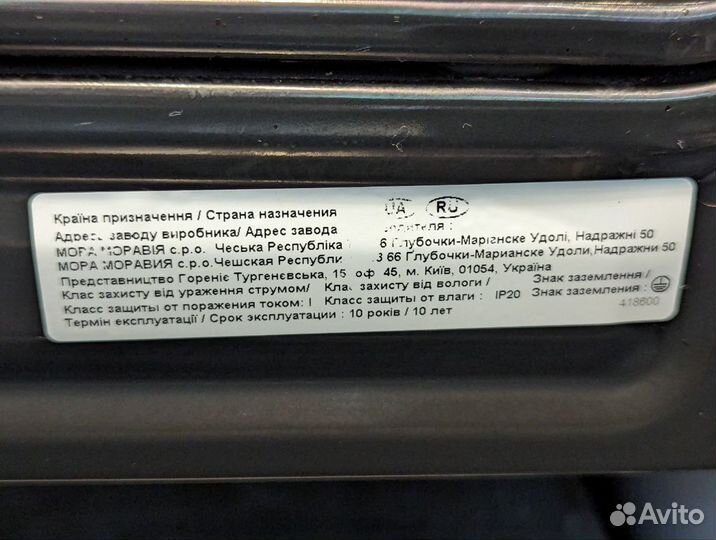 Країна призначення / Страна назначения UA RU
Адрес заводу виробника/ Адрес завода
МОРА МОРАВІЯ с.р.о. Чеська Республіка 6 Глубочки-Маріанске Удолі, Надражні 50
МОРА МОРАВИЯ с.р.о.Чешская Республи 66 Глубочки-Марианске Удоли,Надражни 50
Представництво Гореніє Тургенєвська, 15 оф 45, м. Київ, 01054, Україна
Клас захисту від ураження струмом/ Клас захисту від вологи / Знак заземлення /
Класс защиты от поражения током: I Класс защиты от влаги : IP20 Знак заземления :
418600
Термін експлуатації / Срок эксплуатации : 10 років / 10 лет
Avito